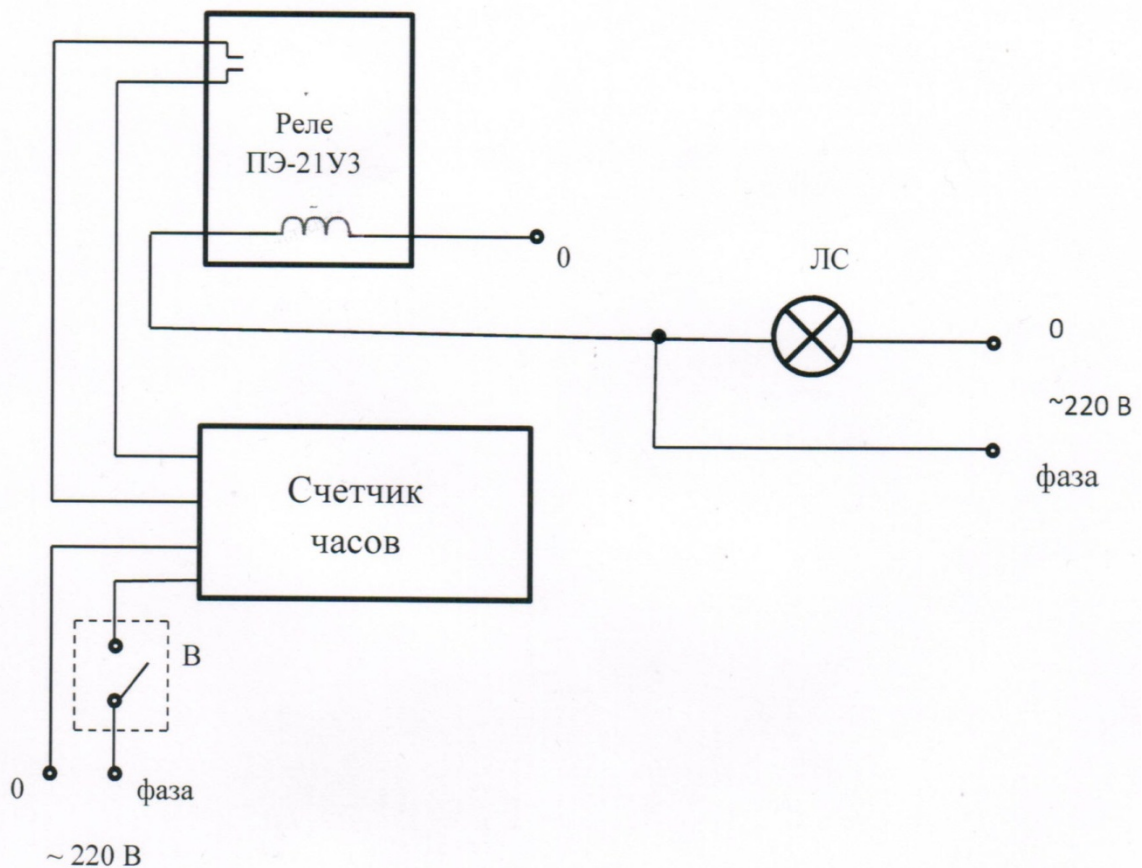 Реле
ПЭ-21У3
0
ЛС
0
~220 В
фаза
Счетчик
часов
В
0
фаза
~ 220 В